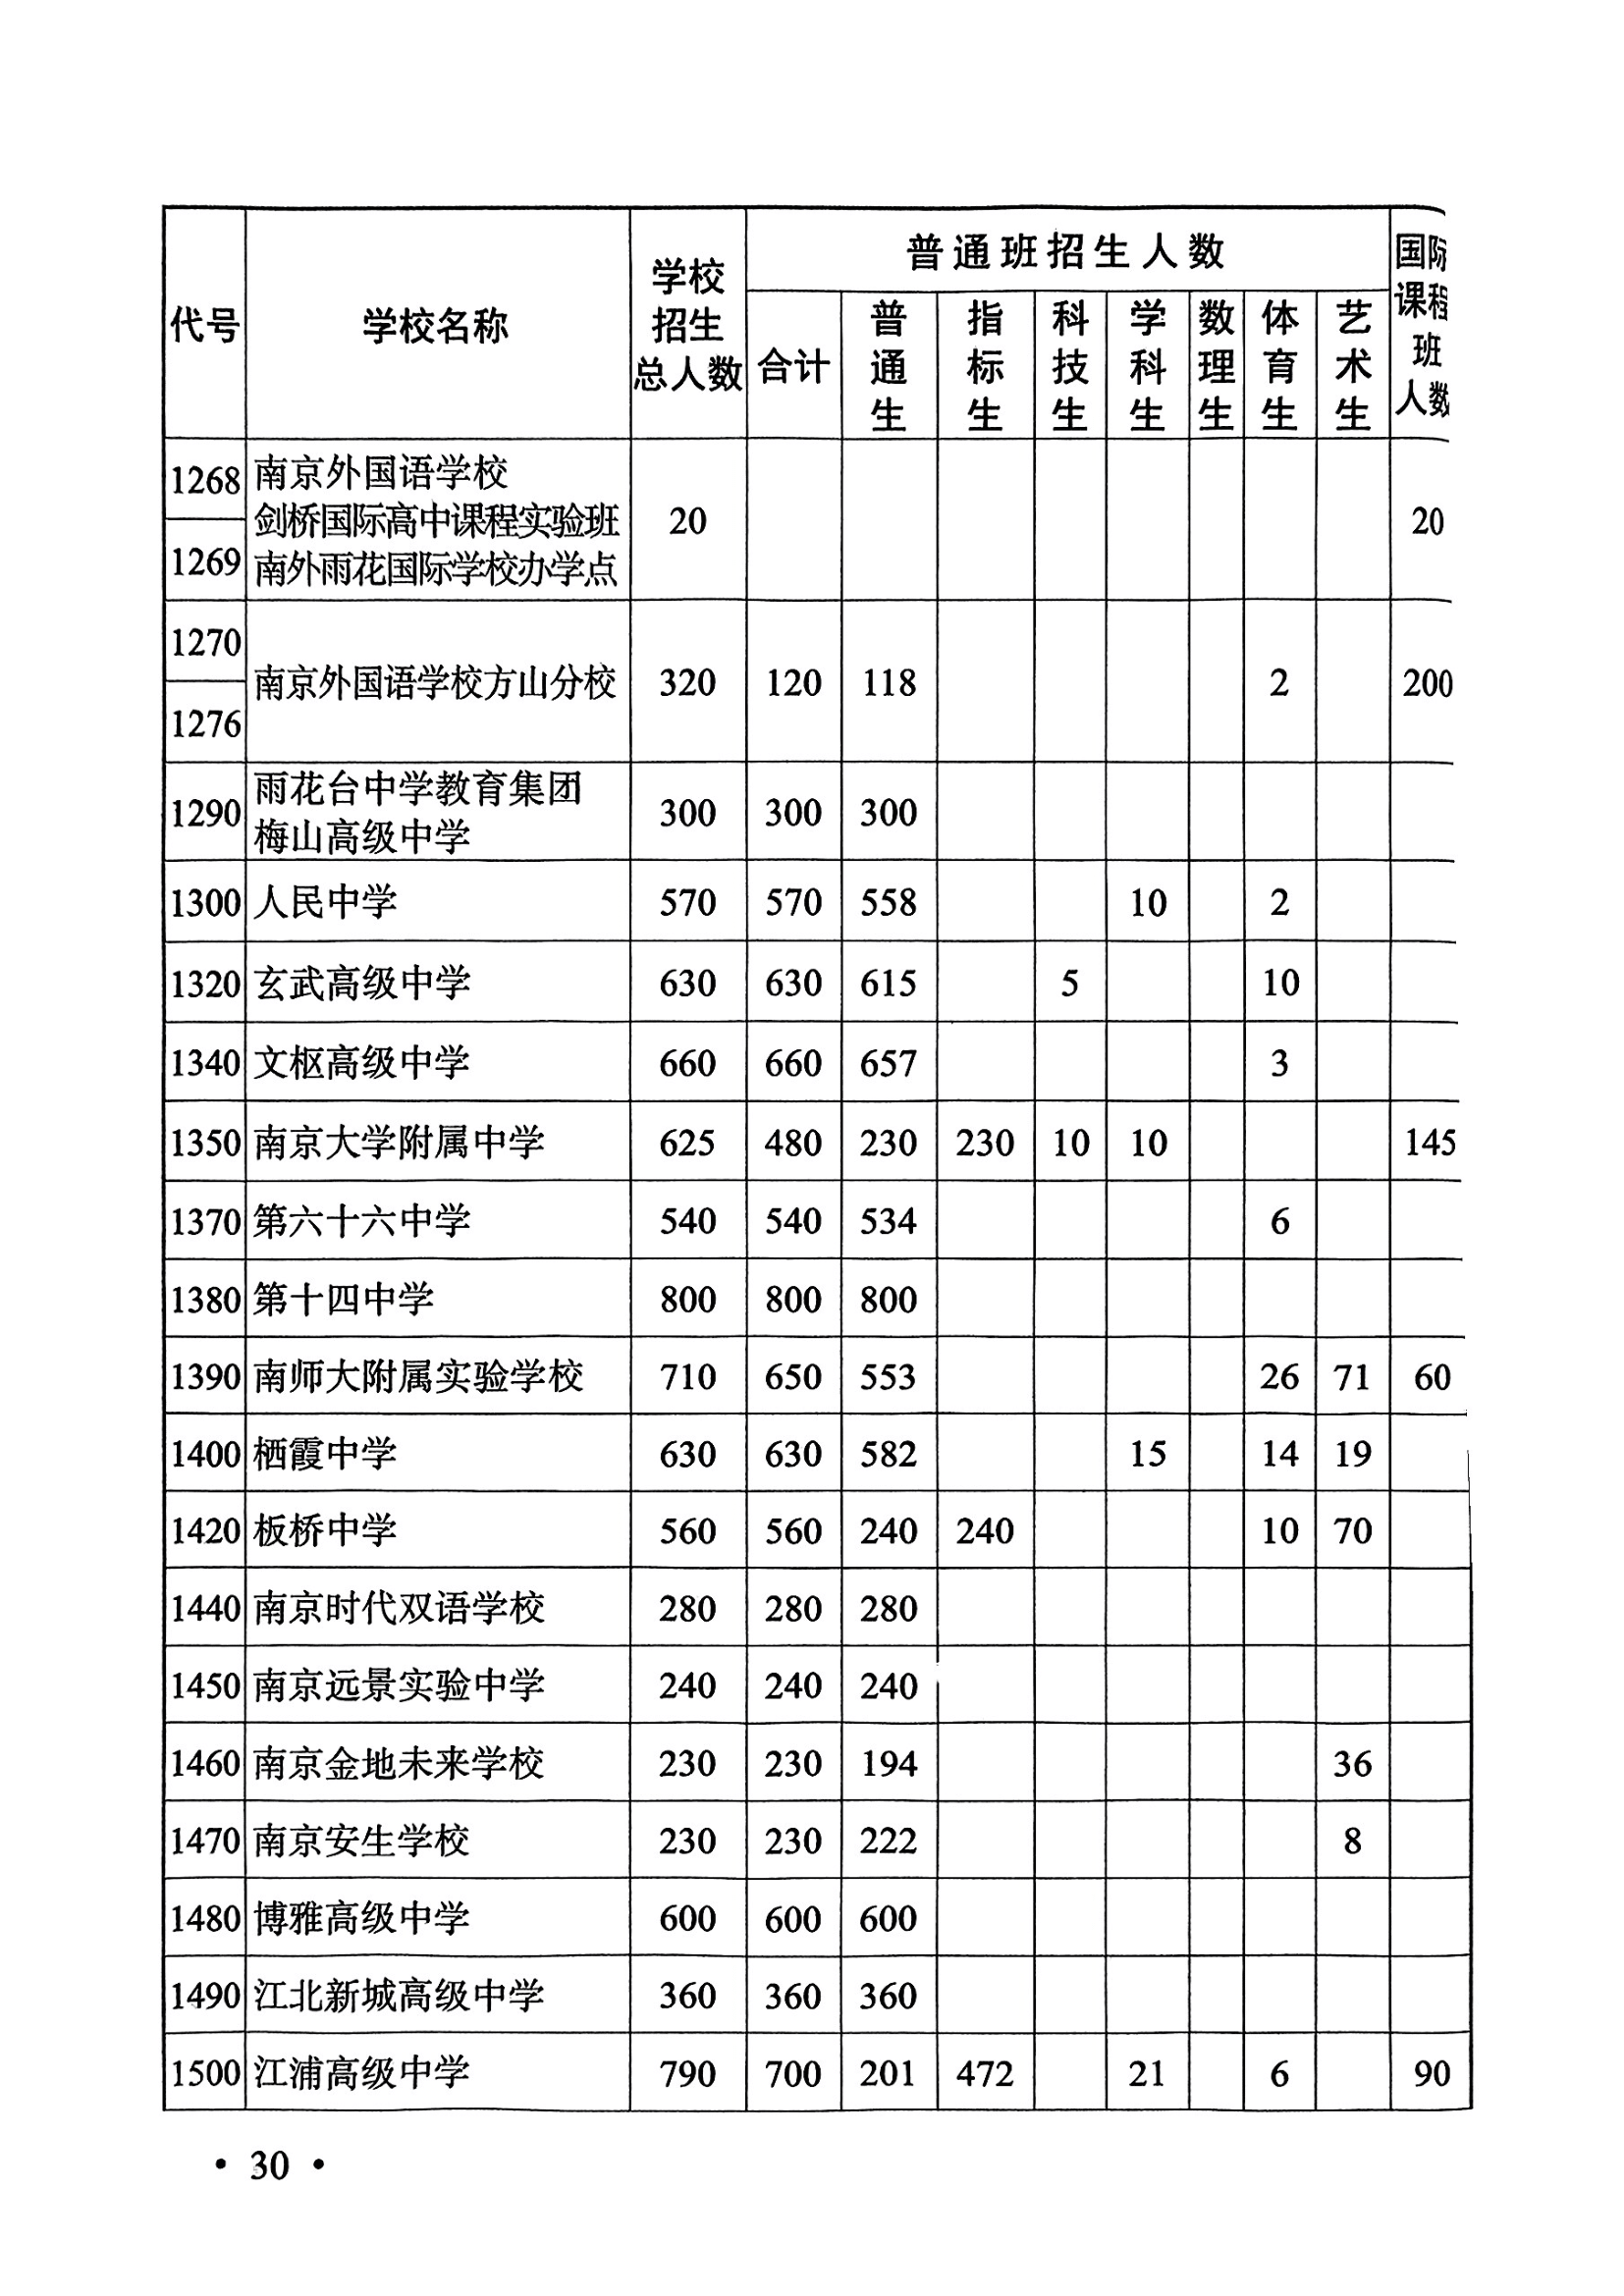 代号 学校名称 学校招生总人数 普通班招生人数 国际课程班人数
合计 普通生 指标生 科技生 学科生 数理生 体育生 艺术生
1268 南京外国语学校
剑桥国际高中课程实验班 20 20
1269 南外雨花国际学校办学点
1270
南京外国语学校方山分校 320 120 118 2 200
1276
雨花台中学教育集团
1290 300 300 300
梅山高级中学
1300 人民中学 570 570 558 10 2
1320 玄武高级中学 630 630 615 5 10
1340 文枢高级中学 660 660 657 3
1350 南京大学附属中学 625 480 230 230 10 10 145
1370 第六十六中学 540 540 534 6
1380 第十四中学 800 800 800
1390 南师大附属实验学校 710 650 553 26 71 60
1400 栖霞中学 630 630 582 15 14 19
1420 板桥中学 560 560 240 240 10 70
1440 南京时代双语学校 280 280 280
1450 南京远景实验中学 240 240 240
1460 南京金地未来学校 230 230 194 36
1470 南京安生学校 230 230 222 8
1480 博雅高级中学 600 600 600
1490 江北新城高级中学 360 360 360
1500 江浦高级中学 790 700 201 472 21 6 90
• 30 •